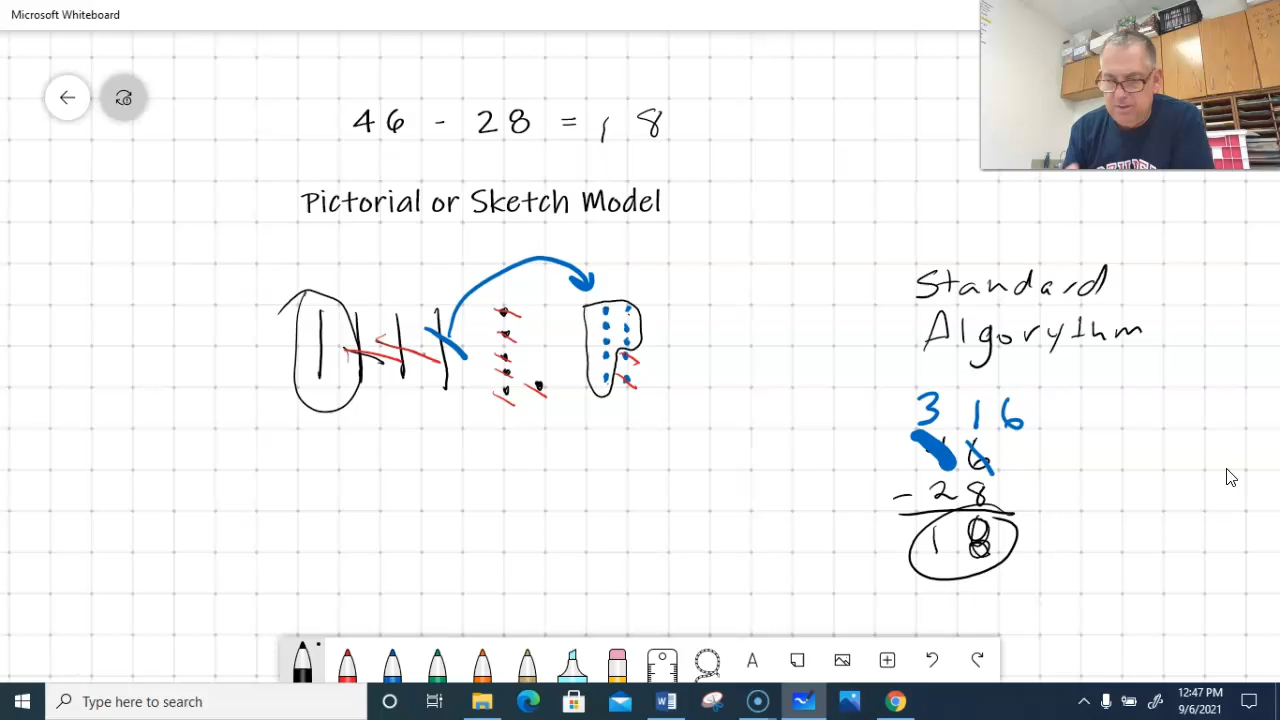 Microsoft Whiteboard
46 - 28 = 18
Pictorial or Sketch Model
Standard
Algorythm
3 16
6
- 28
18
A
W
Type here to search
12:47 PM
9/6/2021